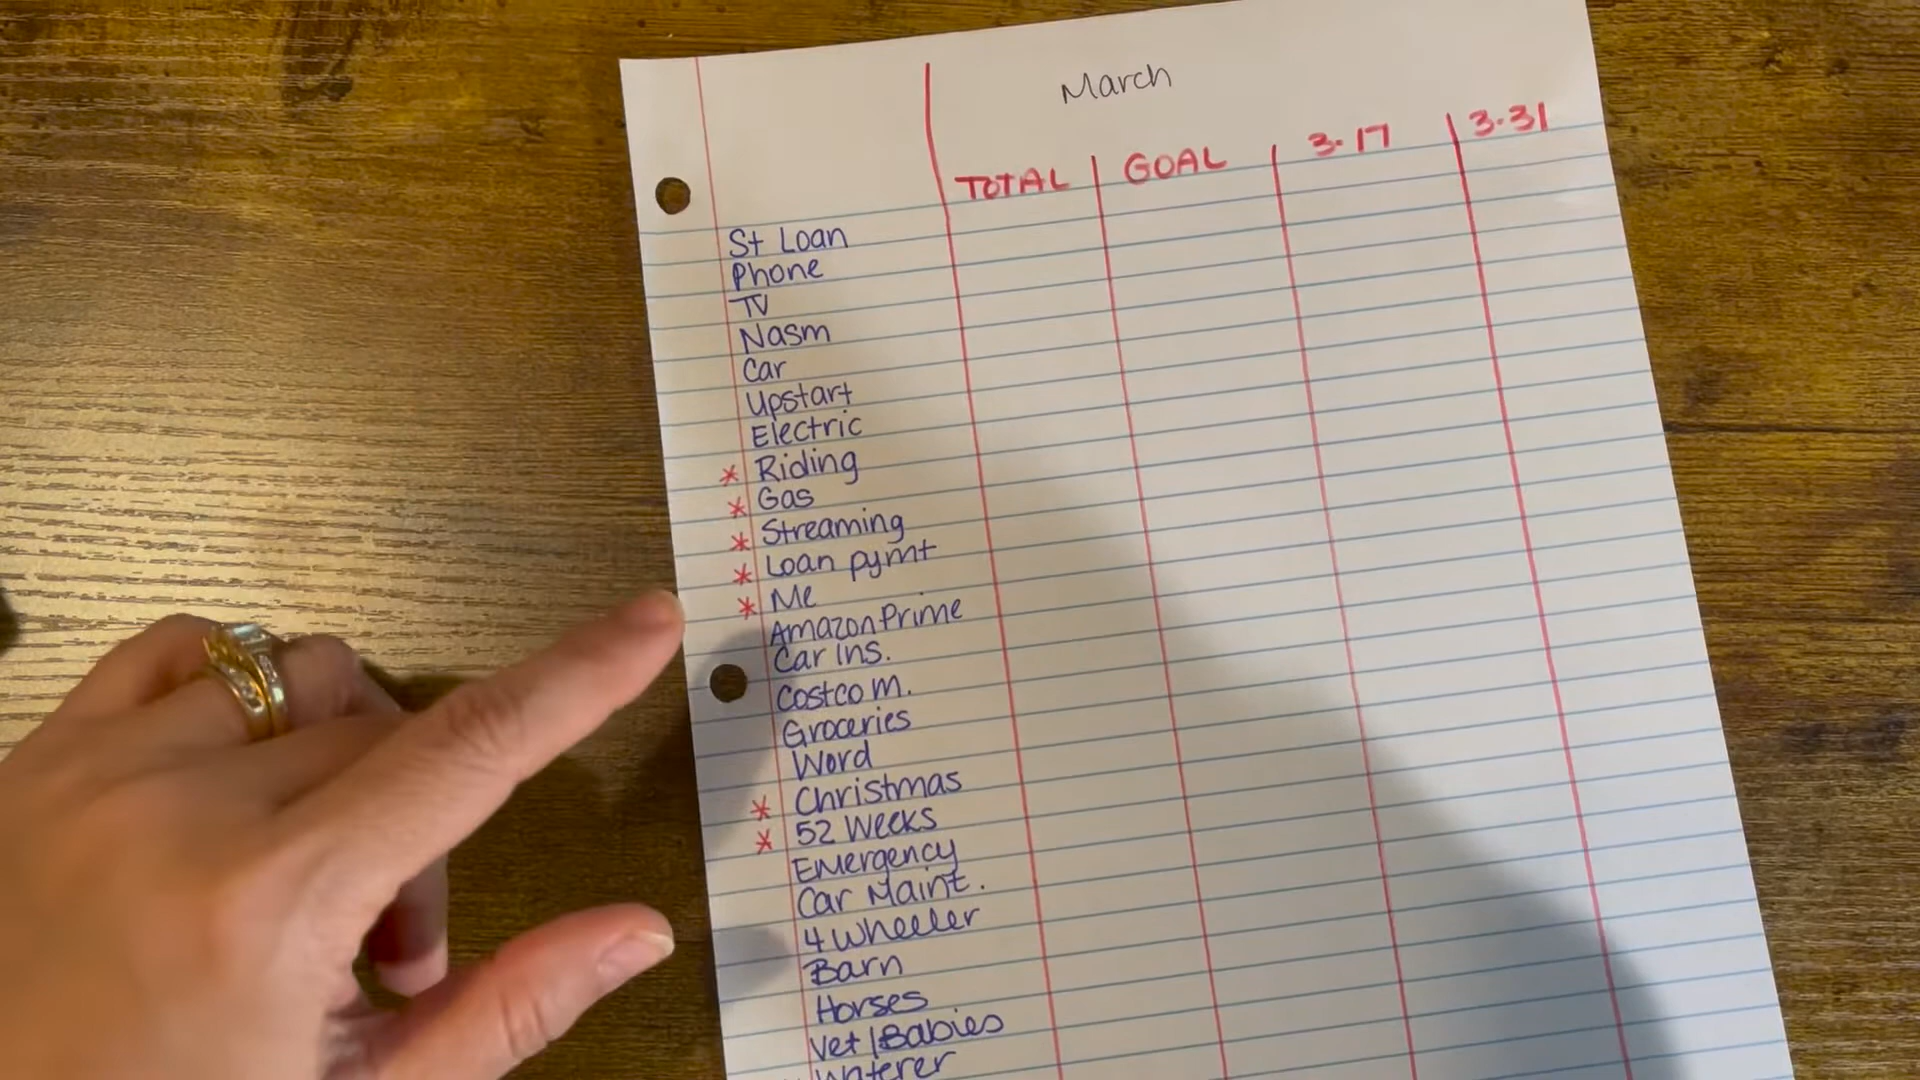 March
TOTAL GOAL 3.17 3.31
St Loan
Phone
TV
Nasm
Car
Upstart
Electric
* Riding
* Gas
* Streaming
* Loan pymt
* Me
Amazon Prime
Car Ins.
Costco M.
Groceries
Word
* Christmas
* 52 Weeks
Emergency
Car Maint.
4 Wheeler
Barn
Horses
Vet/Babies
Waterer